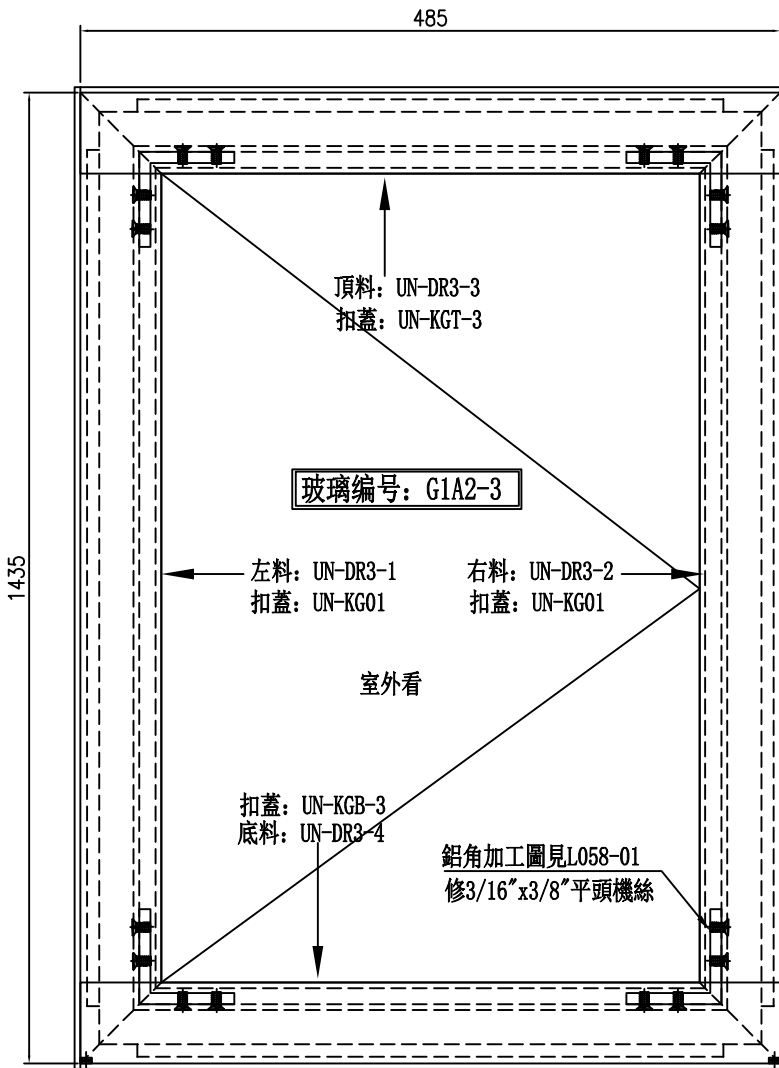 485
頂料: UN-DR3-3
扣蓋: UN-KGT-3
玻璃编号: G1A2-3
1435
左料: UN-DR3-1
扣蓋: UN-KG01
右料: UN-DR3-2
扣蓋: UN-KG01
室外看
扣蓋: UN-KGB-3
底料: UN-DR3-4
鋁角加工圖見L058-01
修3/16"x3/8"平頭機絲